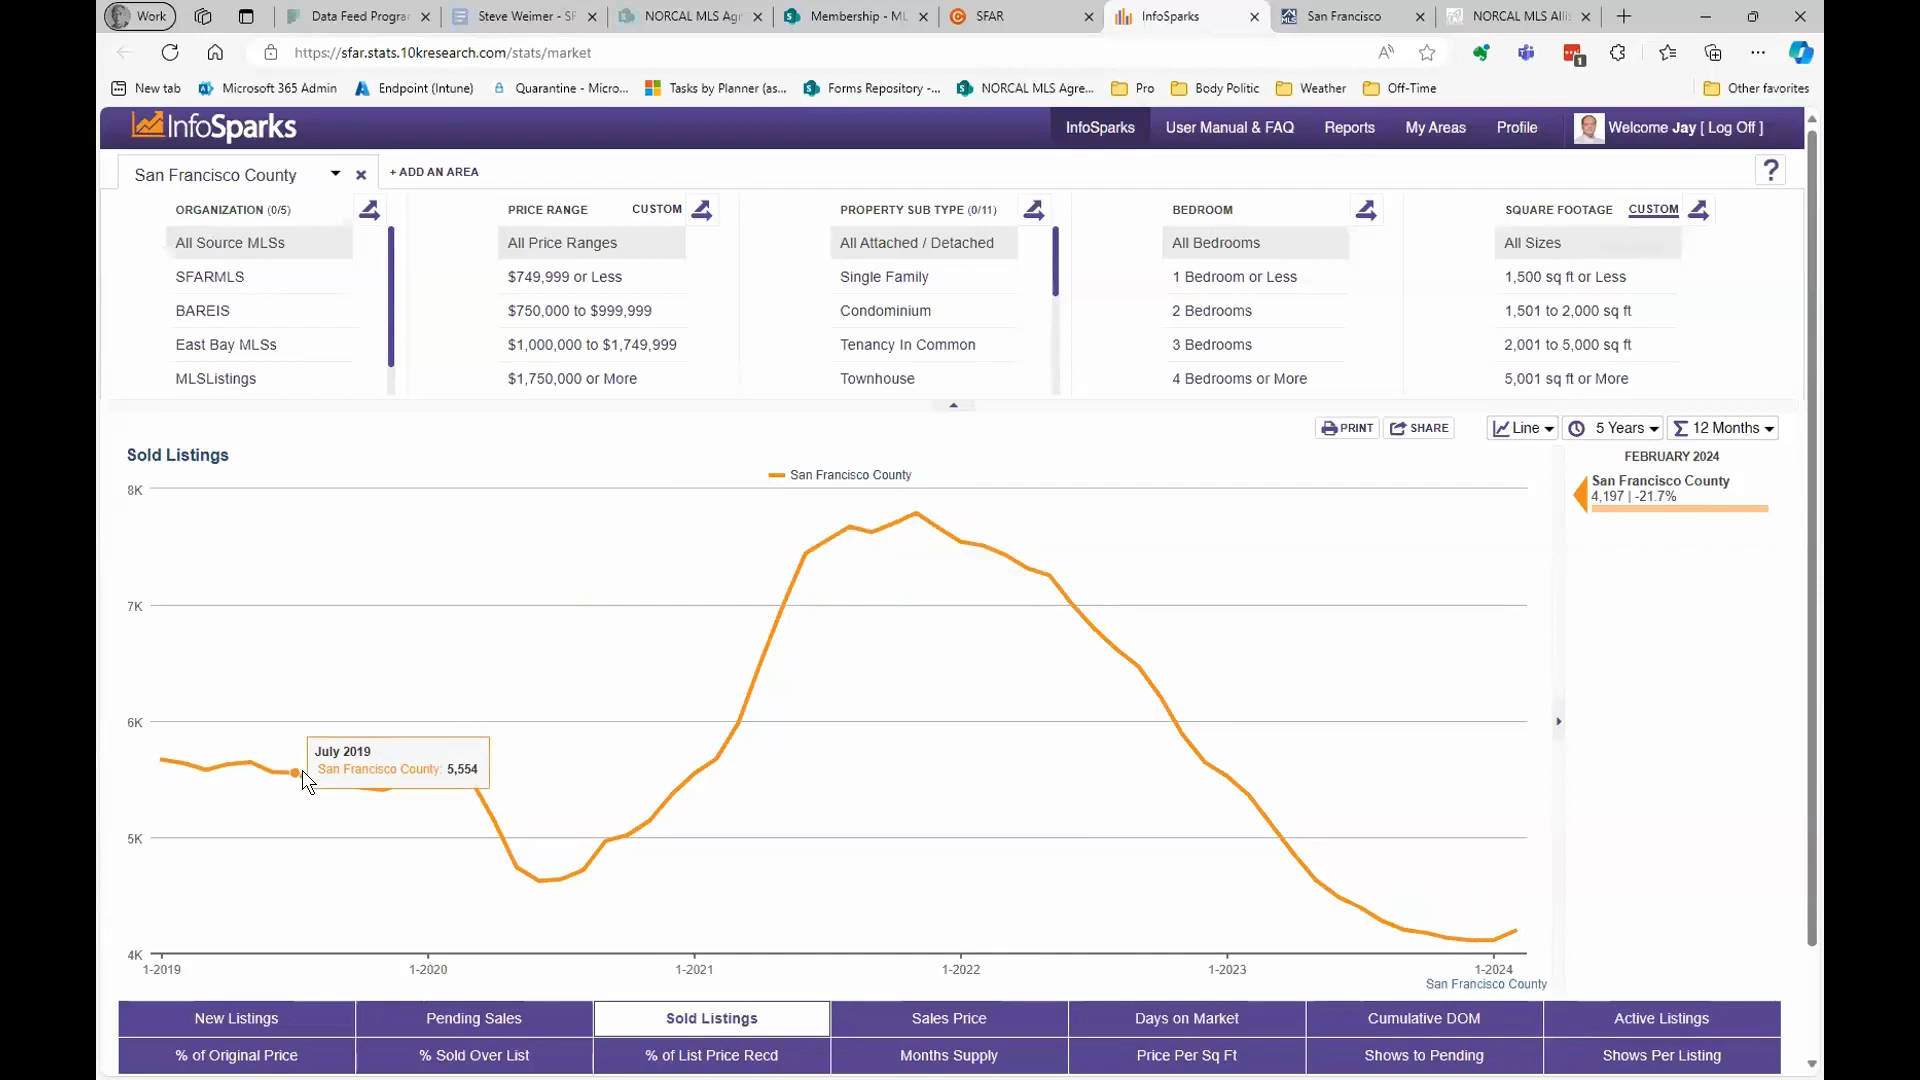 Work
Data Feed Progra
Steve Weimer - SF
NORCAL MLS Agr
Membership - ML
SFAR
InfoSparks
San Francisco
NORCAL MLS Allia
https://sfar.stats.10kresearch.com/stats/market
1
New tab
Microsoft 365 Admin
Endpoint (Intune)
Quarantine - Micro...
Tasks by Planner (as...
Forms Repository -...
NORCAL MLS Agre...
Pro
Body Politic
Weather
Off-Time
Other favorites
InfoSparks
InfoSparks
User Manual & FAQ
Reports
My Areas
Profile
Welcome Jay [ Log Off ]
San Francisco County
+ ADD AN AREA
?
ORGANIZATION (0/5)
All Source MLSs
SFARMLS
BAREIS
East Bay MLSs
MLSListings
PRICE RANGE
CUSTOM
All Price Ranges
$749,999 or Less
$750,000 to $999,999
$1,000,000 to $1,749,999
$1,750,000 or More
PROPERTY SUB TYPE (0/11)
All Attached / Detached
Single Family
Condominium
Tenancy In Common
Townhouse
BEDROOM
All Bedrooms
1 Bedroom or Less
2 Bedrooms
3 Bedrooms
4 Bedrooms or More
SQUARE FOOTAGE
CUSTOM
All Sizes
1,500 sq ft or Less
1,501 to 2,000 sq ft
2,001 to 5,000 sq ft
5,001 sq ft or More
PRINT
SHARE
Line
5 Years
12 Months
Sold Listings
San Francisco County
FEBRUARY 2024
San Francisco County
4,197 | -21.7%
8K
7K
6K
5K
4K
July 2019
San Francisco County: 5,554
1-2019
1-2020
1-2021
1-2022
1-2023
1-2024
San Francisco County
New Listings
Pending Sales
Sold Listings
Sales Price
Days on Market
Cumulative DOM
Active Listings
% of Original Price
% Sold Over List
% of List Price Recd
Months Supply
Price Per Sq Ft
Shows to Pending
Shows Per Listing